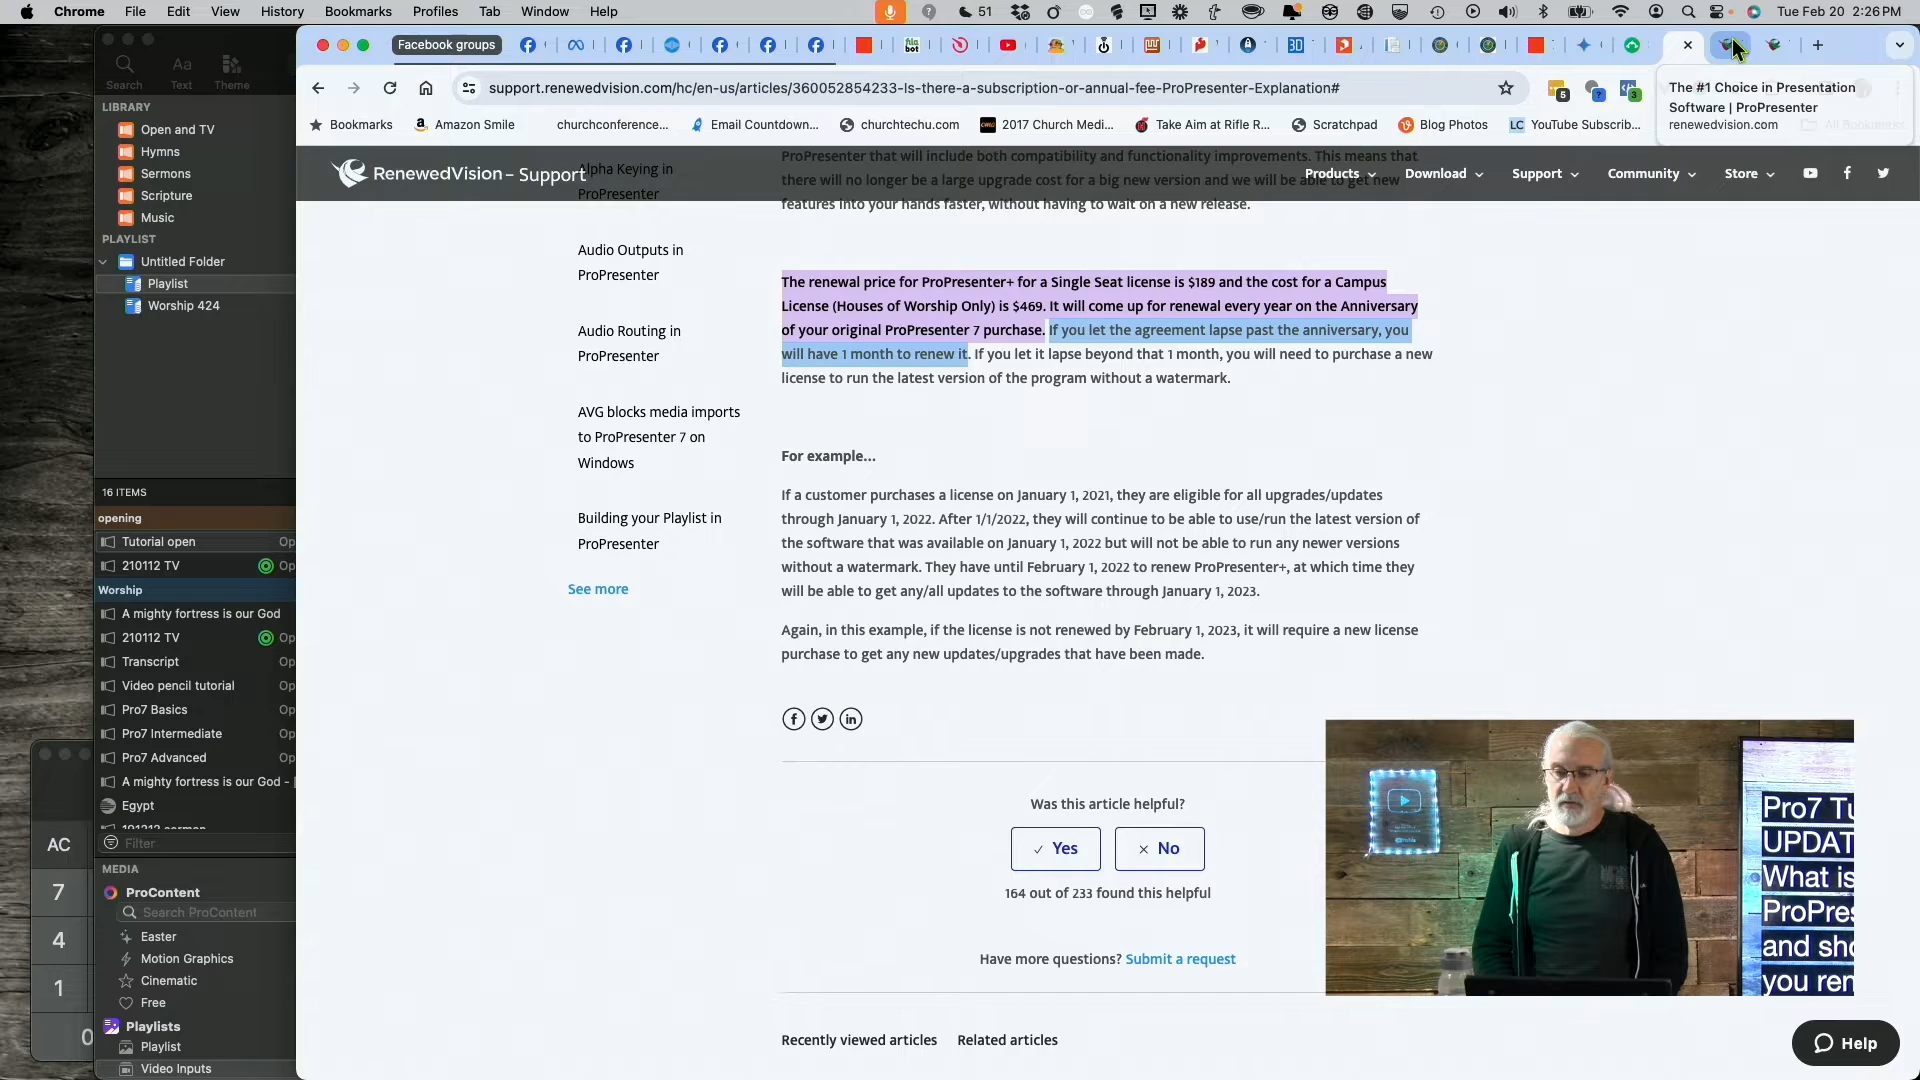 Chrome File Edit View History Bookmarks Profiles Tab Window Help
51
Tue Feb 20 2:26 PM
Facebook groups
support.renewedvision.com/hc/en-us/articles/360052854233-Is-there-a-subscription-or-annual-fee-ProPresenter-Explanation#
5
?
3
The #1 Choice in Presentation
Software | ProPresenter
renewedvision.com
All Bookmarks
Bookmarks
Amazon Smile
churchconference...
Email Countdown...
churchtechu.com
2017 Church Medi...
Take Aim at Rifle R...
Scratchpad
Blog Photos
LC YouTube Subscrib...
Search Text Theme
LIBRARY
Open and TV
Hymns
Sermons
Scripture
Music
PLAYLIST
Untitled Folder
Playlist
Worship 424
16 ITEMS
opening
Tutorial open Op
210112 TV Op
Worship
A mighty fortress is our God
210112 TV Op
Transcript Op
Video pencil tutorial Op
Pro7 Basics Op
Pro7 Intermediate Op
Pro7 Advanced Op
A mighty fortress is our God -
Egypt
Filter
MEDIA
ProContent
Search ProContent
Easter
Motion Graphics
Cinematic
Free
Playlists
Playlist
Video Inputs
AC
7
4
1
0
RenewedVision – Support
Products
Download
Support
Community
Store
Alpha Keying in
ProPresenter
Audio Outputs in
ProPresenter
Audio Routing in
ProPresenter
AVG blocks media imports
to ProPresenter 7 on
Windows
Building your Playlist in
ProPresenter
See more
ProPresenter that will include both compatibility and functionality improvements. This means that
there will no longer be a large upgrade cost for a big new version and we will be able to get new
features into your hands faster, without having to wait on a new release.
The renewal price for ProPresenter+ for a Single Seat license is $189 and the cost for a Campus
License (Houses of Worship Only) is $469. It will come up for renewal every year on the Anniversary
of your original ProPresenter 7 purchase. If you let the agreement lapse past the anniversary, you
will have 1 month to renew it. If you let it lapse beyond that 1 month, you will need to purchase a new
license to run the latest version of the program without a watermark.
For example...
If a customer purchases a license on January 1, 2021, they are eligible for all upgrades/updates
through January 1, 2022. After 1/1/2022, they will continue to be able to use/run the latest version of
the software that was available on January 1, 2022 but will not be able to run any newer versions
without a watermark. They have until February 1, 2022 to renew ProPresenter+, at which time they
will be able to get any/all updates to the software through January 1, 2023.
Again, in this example, if the license is not renewed by February 1, 2023, it will require a new license
purchase to get any new updates/upgrades that have been made.
Was this article helpful?
Yes
No
164 out of 233 found this helpful
Have more questions? Submit a request
Recently viewed articles Related articles
Pro7 Tu
UPDAT
What is
ProPres
and sho
you ren
Help